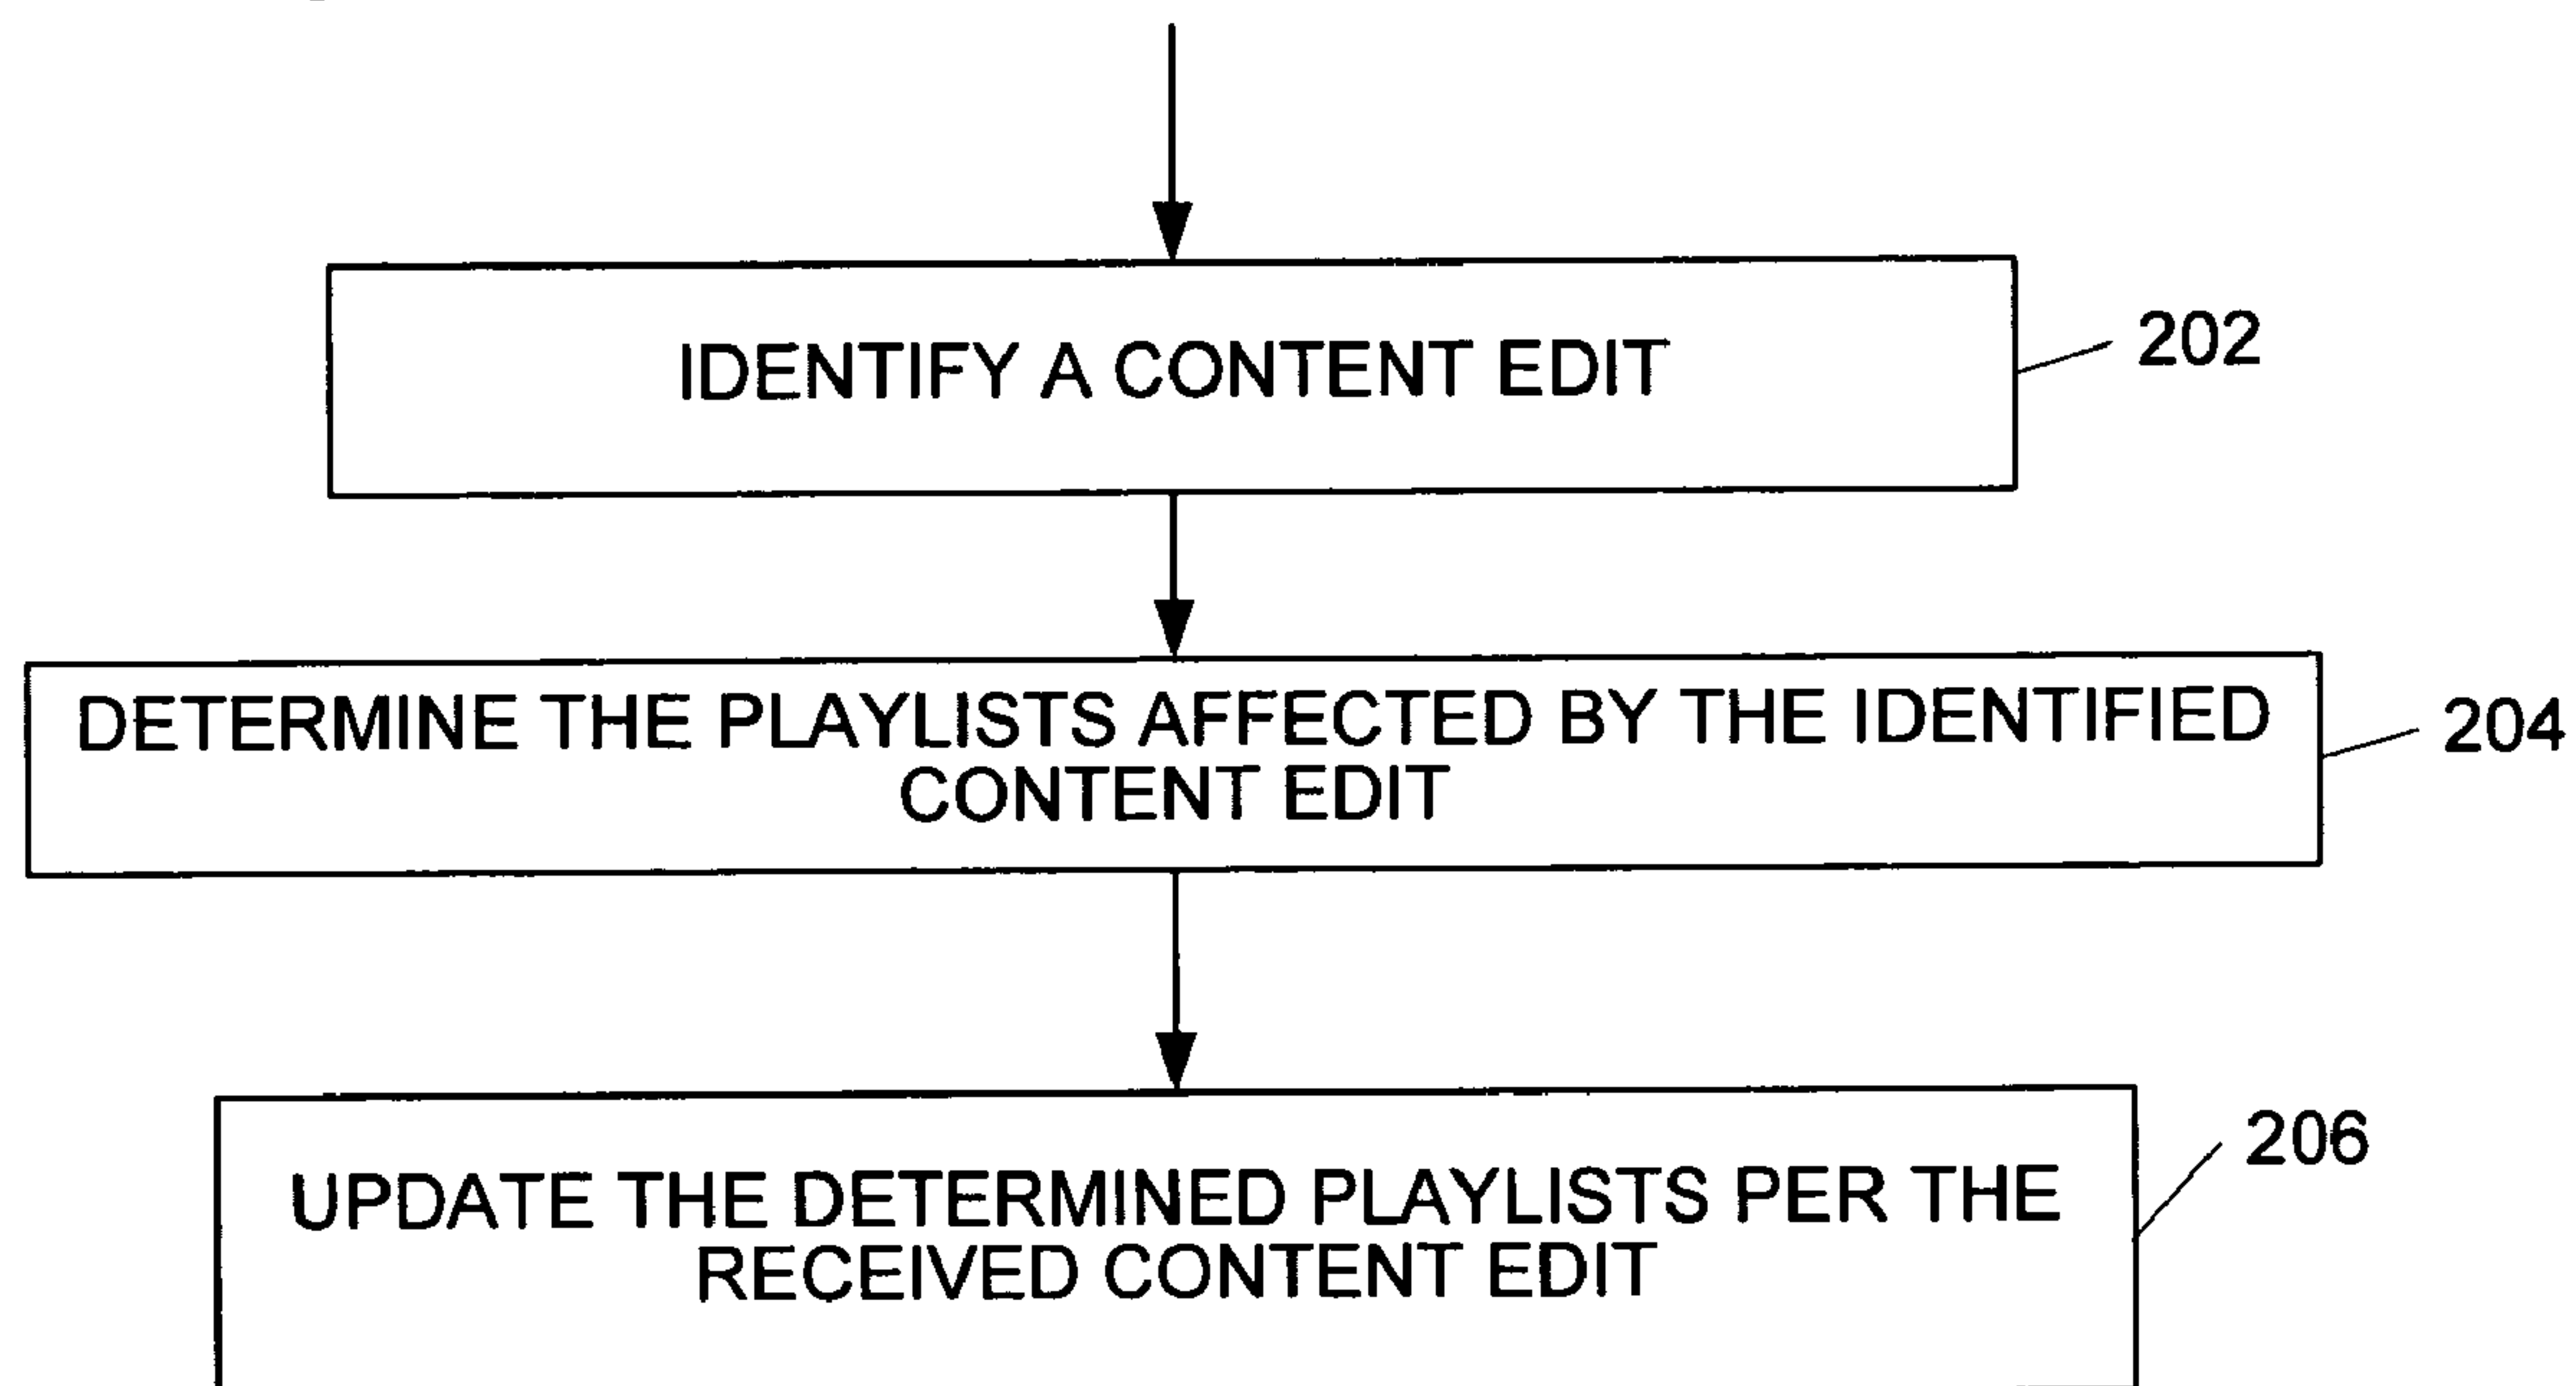 IDENTIFY A CONTENT EDIT
202
DETERMINE THE PLAYLISTS AFFECTED BY THE IDENTIFIED
CONTENT EDIT
204
UPDATE THE DETERMINED PLAYLISTS PER THE
RECEIVED CONTENT EDIT
206